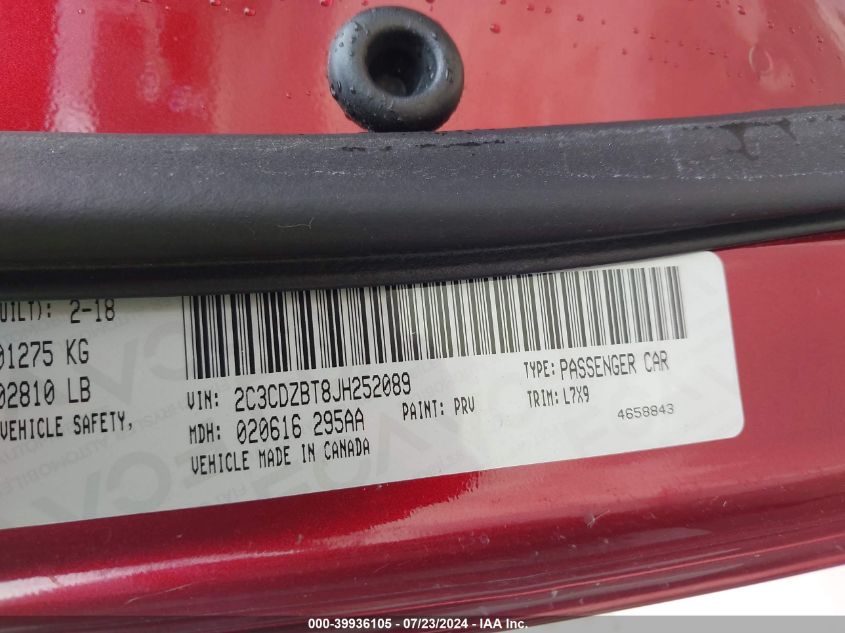 UILT): 2-18
01275 KG
02810 LB
VEHICLE SAFETY,
VIN: 2C3CDZBT8JH252089
TYPE: PASSENGER CAR
MDH: 020616 295AA
PAINT: PRV
TRIM: L7X9
VEHICLE MADE IN CANADA
4658843
000-39936105 - 07/23/2024 - IAA Inc.